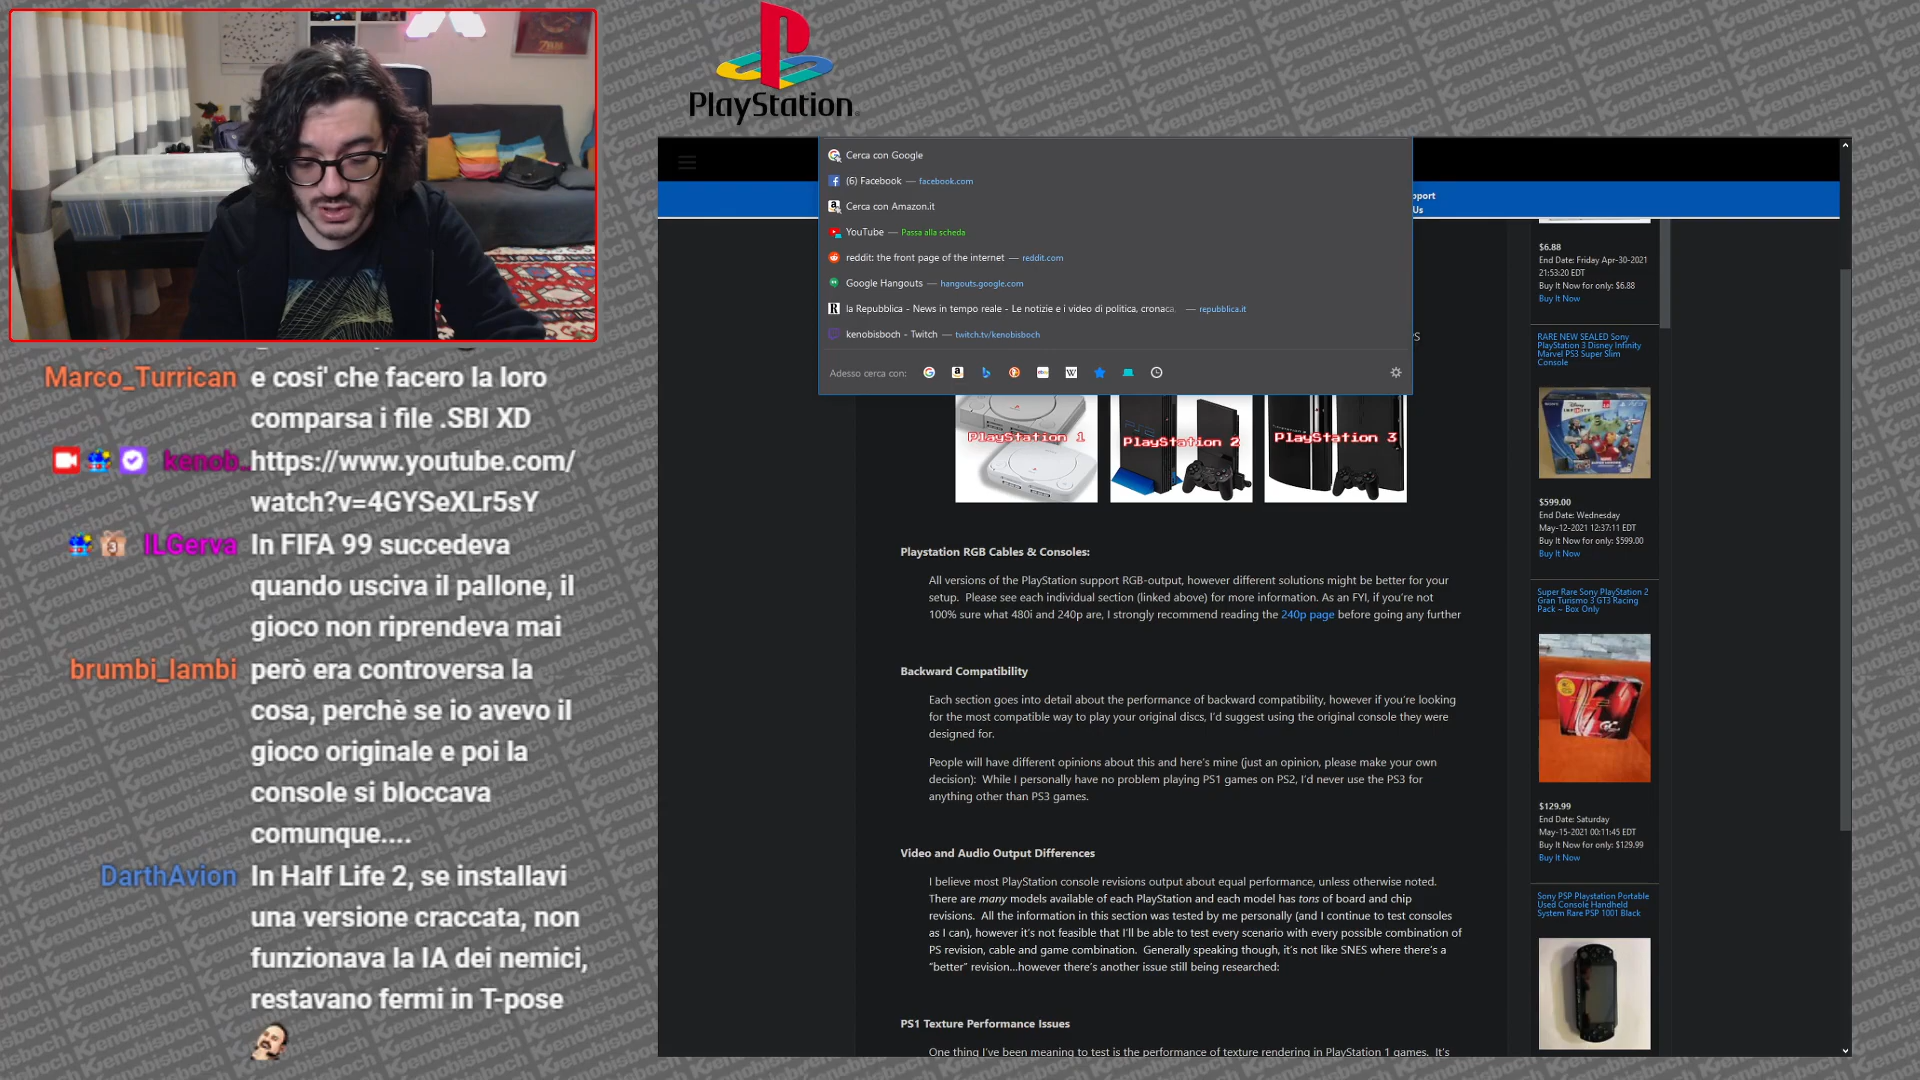 PlayStation
Marco_Turrican e cosi' che facero la loro
comparsa i file .SBI XD
kenob.. https://www.youtube.com/
watch?v=4GYSeXLr5sY
ILGerva In FIFA 99 succedeva
quando usciva il pallone, il
gioco non riprendeva mai
brumbi_lambi però era controversa la
cosa, perchè se io avevo il
gioco originale e poi la
console si bloccava
comunque....
DarthAvion In Half Life 2, se installavi
una versione craccata, non
funzionava la IA dei nemici,
restavano fermi in T-pose
Cerca con Google
(6) Facebook — facebook.com
Cerca con Amazon.it
YouTube — Passa alla scheda
reddit: the front page of the internet — reddit.com
Google Hangouts — hangouts.google.com
la Repubblica - News in tempo reale - Le notizie e i video di politica, cronaca, — repubblica.it
kenobisboch - Twitch — twitch.tv/kenobisboch
Adesso cerca con:
pport
Us
PlayStation 1
PlayStation 2
PlayStation 3
Playstation RGB Cables & Consoles:
All versions of the PlayStation support RGB-output, however different solutions might be better for your
setup. Please see each individual section (linked above) for more information. As an FYI, if you're not
100% sure what 480i and 240p are, I strongly recommend reading the 240p page before going any further
Backward Compatibility
Each section goes into detail about the performance of backward compatibility, however if you're looking
for the most compatible way to play your original discs, I'd suggest using the original console they were
designed for.
People will have different opinions about this and here's mine (just an opinion, please make your own
decision): While I personally have no problem playing PS1 games on PS2, I'd never use the PS3 for
anything other than PS3 games.
Video and Audio Output Differences
I believe most PlayStation console revisions output about equal performance, unless otherwise noted.
There are many models available of each PlayStation and each model has tons of board and chip
revisions. All the information in this section was tested by me personally (and I continue to test consoles
as I can), however it's not feasible that I'll be able to test every scenario with every possible combination of
PS revision, cable and game combination. Generally speaking though, it's not like SNES where there's a
"better" revision...however there's another issue still being researched:
PS1 Texture Performance Issues
One thing I've been meaning to test is the performance of texture rendering in PlayStation 1 games. It's
$6.88
End Date: Friday Apr-30-2021
21:53:20 EDT
Buy It Now for only: $6.88
Buy It Now
RARE NEW SEALED Sony
PlayStation 3 Disney Infinity
Marvel PS3 Super Slim
Console
$599.00
End Date: Wednesday
May-12-2021 12:37:11 EDT
Buy It Now for only: $599.00
Buy It Now
Super Rare Sony PlayStation 2
Gran Turismo 3 GT3 Racing
Pack ~ Box Only
$129.99
End Date: Saturday
May-15-2021 00:11:45 EDT
Buy It Now for only: $129.99
Buy It Now
Sony PSP Playstation Portable
Used Console Handheld
System Rare PSP 1001 Black
Kenobisboch